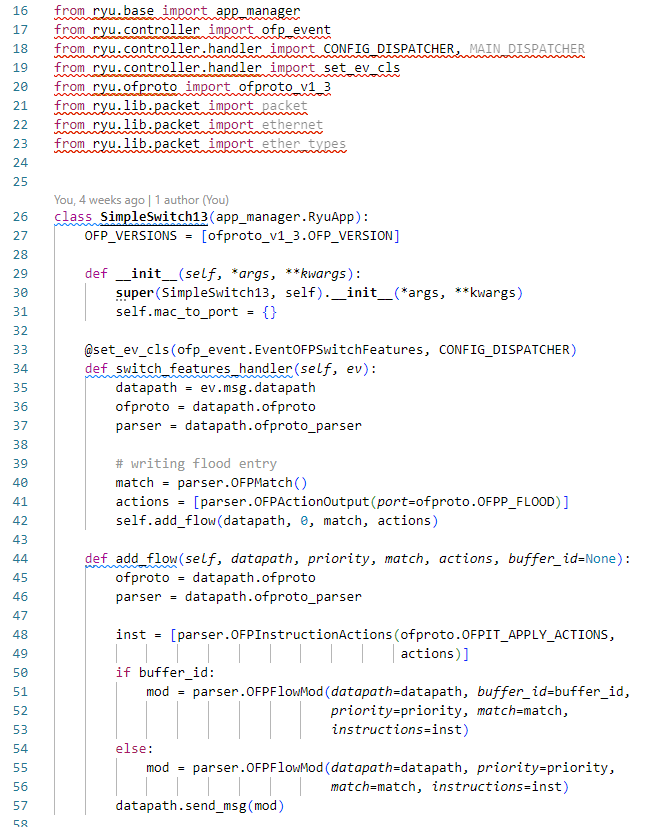 16 from ryu.base import app_manager
17 from ryu.controller import ofp_event
18 from ryu.controller.handler import CONFIG_DISPATCHER, MAIN_DISPATCHER
19 from ryu.controller.handler import set_ev_cls
20 from ryu.ofproto import ofproto_v1_3
21 from ryu.lib.packet import packet
22 from ryu.lib.packet import ethernet
23 from ryu.lib.packet import ether_types
24
25
You, 4 weeks ago | 1 author (You)
26 class SimpleSwitch13(app_manager.RyuApp):
27     OFP_VERSIONS = [ofproto_v1_3.OFP_VERSION]
28
29     def __init__(self, *args, **kwargs):
30         super(SimpleSwitch13, self).__init__(*args, **kwargs)
31         self.mac_to_port = {}
32
33     @set_ev_cls(ofp_event.EventOFPSwitchFeatures, CONFIG_DISPATCHER)
34     def switch_features_handler(self, ev):
35         datapath = ev.msg.datapath
36         ofproto = datapath.ofproto
37         parser = datapath.ofproto_parser
38
39         # writing flood entry
40         match = parser.OFPMatch()
41         actions = [parser.OFPActionOutput(port=ofproto.OFPP_FLOOD)]
42         self.add_flow(datapath, 0, match, actions)
43
44     def add_flow(self, datapath, priority, match, actions, buffer_id=None):
45         ofproto = datapath.ofproto
46         parser = datapath.ofproto_parser
47
48         inst = [parser.OFPInstructionActions(ofproto.OFPIT_APPLY_ACTIONS,
49                                              actions)]
50         if buffer_id:
51             mod = parser.OFPFlowMod(datapath=datapath, buffer_id=buffer_id,
52                                     priority=priority, match=match,
53                                     instructions=inst)
54         else:
55             mod = parser.OFPFlowMod(datapath=datapath, priority=priority,
56                                     match=match, instructions=inst)
57         datapath.send_msg(mod)
58